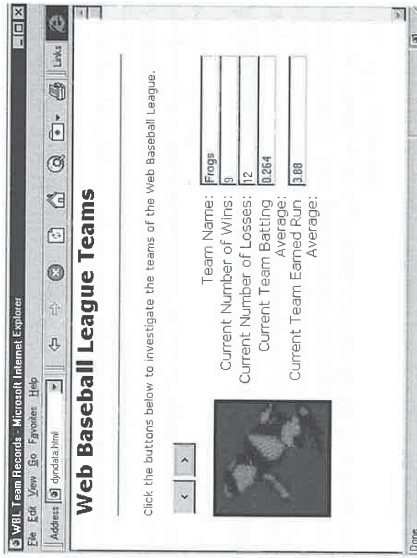 WBL Team Records - Microsoft Internet Explorer
File Edit View Go Favorites Help
Address dyndata.html
Links
Web Baseball League Teams
Click the buttons below to investigate the teams of the Web Baseball League.
< >
Team Name: Frogs
Current Number of Wins: 9
Current Number of Losses: 12
Current Team Batting Average: 0.264
Current Team Earned Run Average: 3.88
Done